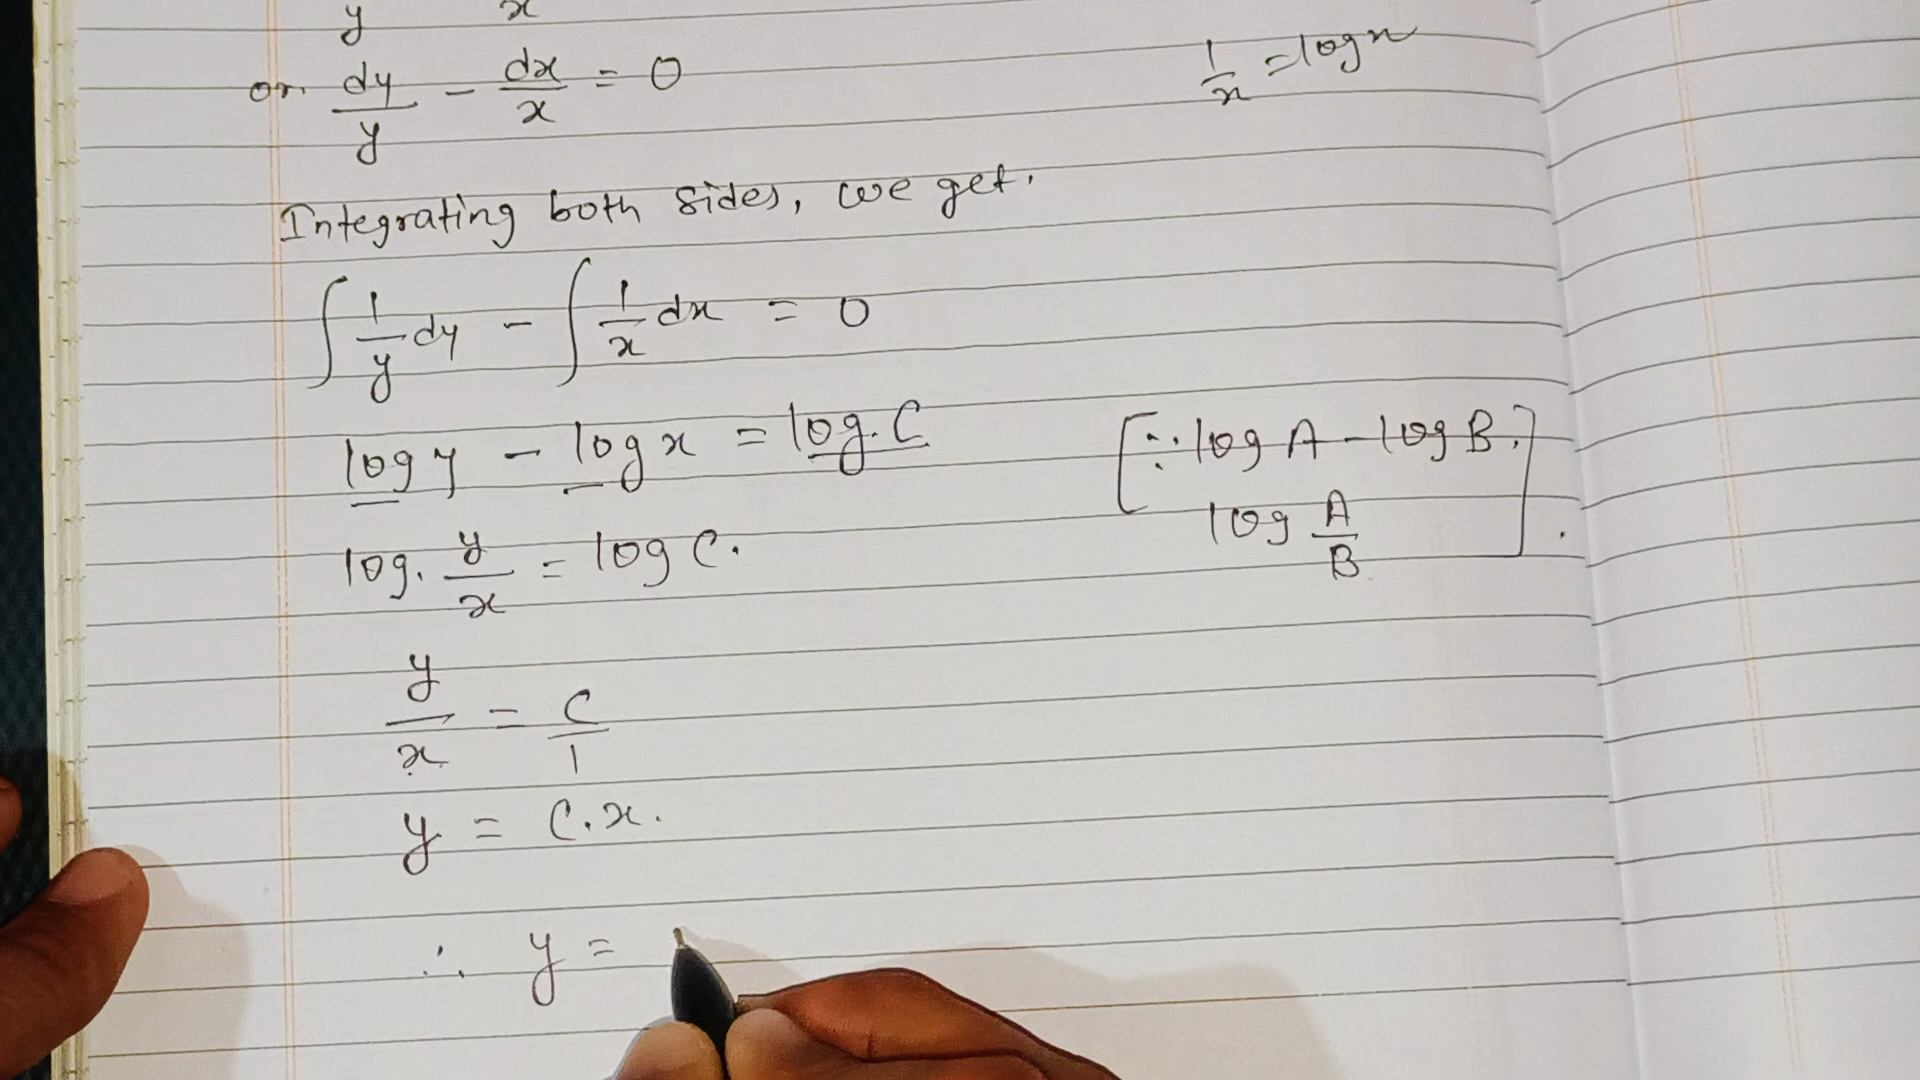 y x
or. dy/y - dx/x = 0
1/x = log x
Integrating both sides, we get.
∫ 1/y dy - ∫ 1/x dx = 0
log y - log x = log. C
[∵ log A - log B.
log A/B ].
log. y/x = log C.
y/x = C/1
y = C.x.
∴ y =